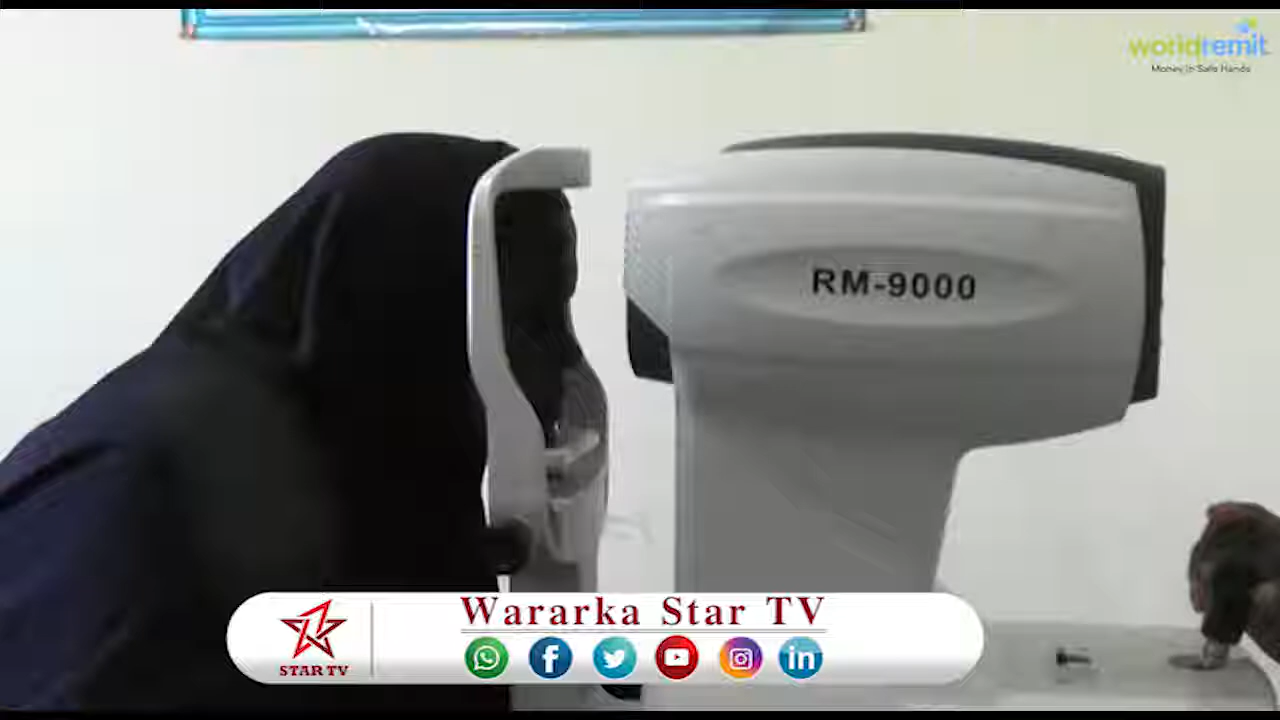 worldremit
Money in Safe Hands
RM-9000
Wararka Star TV
STAR TV